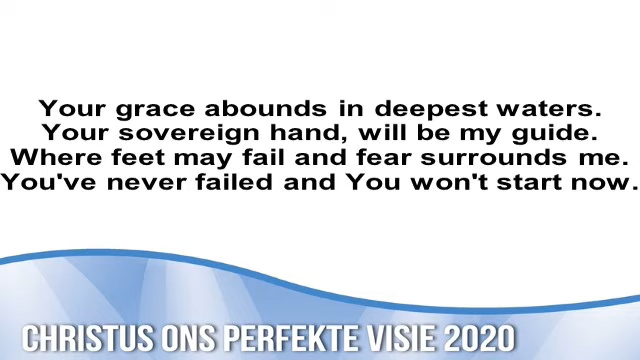 Your grace abounds in deepest waters.
Your sovereign hand, will be my guide.
Where feet may fail and fear surrounds me.
You've never failed and You won't start now.
CHRISTUS ONS PERFEKTE VISIE 2020